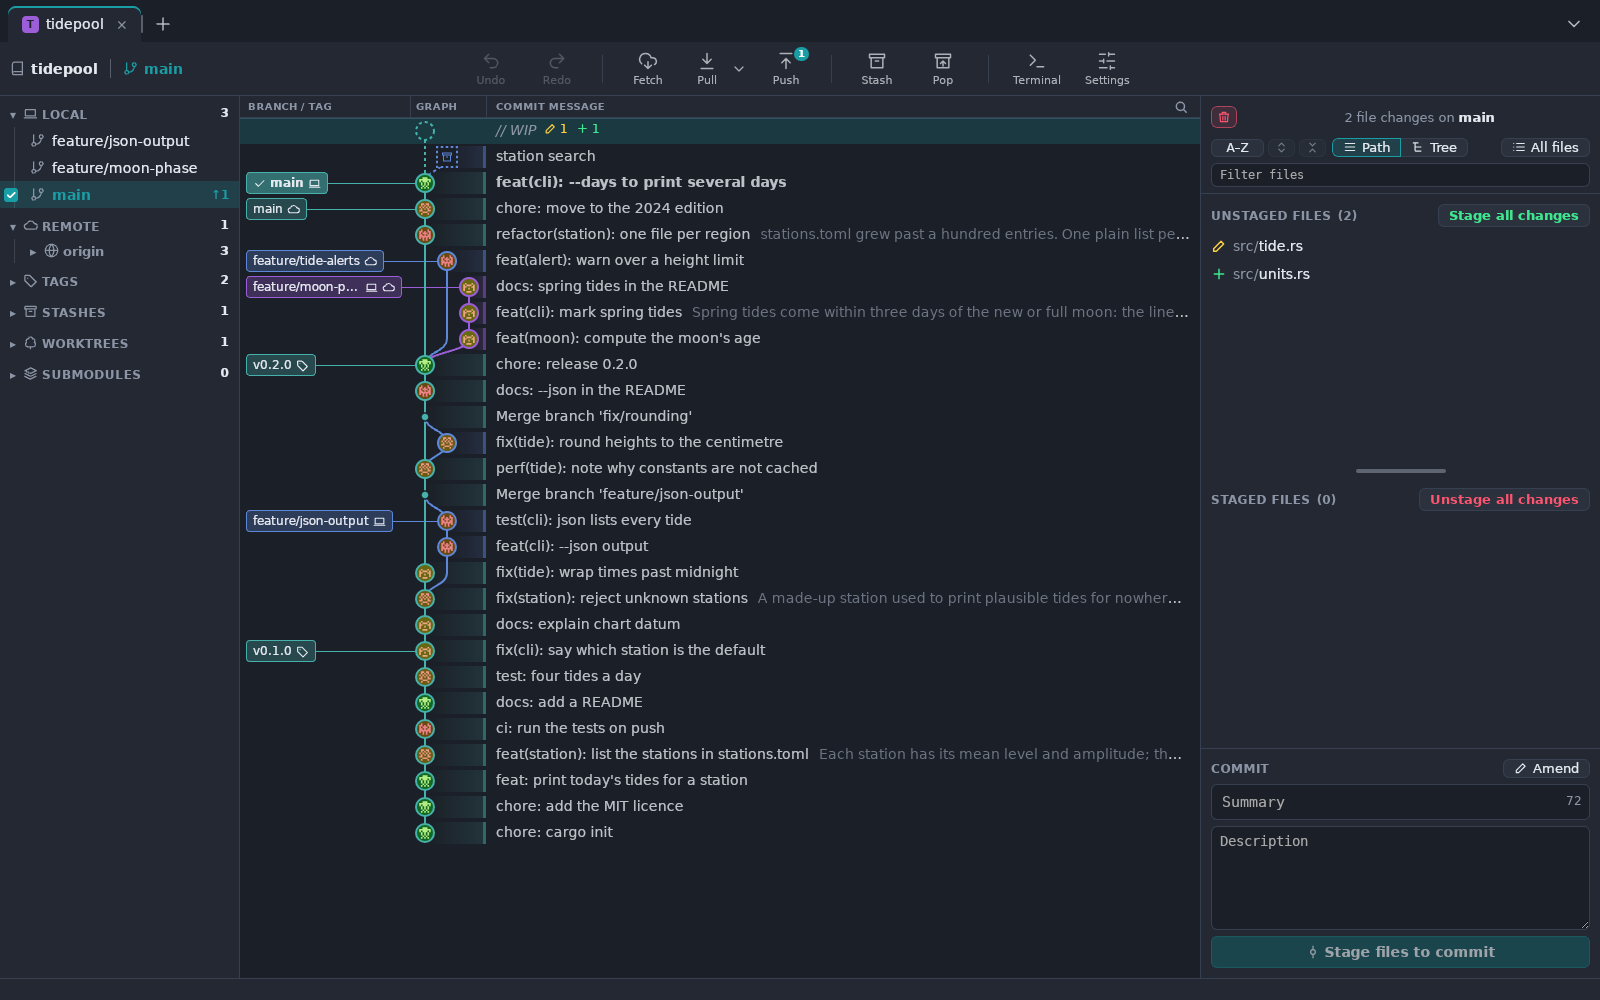 T tidepool × +
tidepool main Undo Redo Fetch Pull Push 1 Stash Pop Terminal Settings
LOCAL 3
feature/json-output
feature/moon-phase
main ↑1
REMOTE 1
origin 3
TAGS 2
STASHES 1
WORKTREES 1
SUBMODULES 0
BRANCH / TAG GRAPH COMMIT MESSAGE
// WIP 1 + 1
station search
main feat(cli): --days to print several days
main chore: move to the 2024 edition
refactor(station): one file per region stations.toml grew past a hundred entries. One plain list pe...
feature/tide-alerts feat(alert): warn over a height limit
feature/moon-p... docs: spring tides in the README
feat(cli): mark spring tides Spring tides come within three days of the new or full moon: the line...
feat(moon): compute the moon's age
v0.2.0 chore: release 0.2.0
docs: --json in the README
Merge branch 'fix/rounding'
fix(tide): round heights to the centimetre
perf(tide): note why constants are not cached
Merge branch 'feature/json-output'
feature/json-output test(cli): json lists every tide
feat(cli): --json output
fix(tide): wrap times past midnight
fix(station): reject unknown stations A made-up station used to print plausible tides for nowher...
docs: explain chart datum
v0.1.0 fix(cli): say which station is the default
test: four tides a day
docs: add a README
ci: run the tests on push
feat(station): list the stations in stations.toml Each station has its mean level and amplitude; th...
feat: print today's tides for a station
chore: add the MIT licence
chore: cargo init
2 file changes on main
A-Z Path Tree All files
Filter files
UNSTAGED FILES (2) Stage all changes
src/tide.rs
+ src/units.rs
STAGED FILES (0) Unstage all changes
COMMIT Amend
Summary 72
Description
Stage files to commit